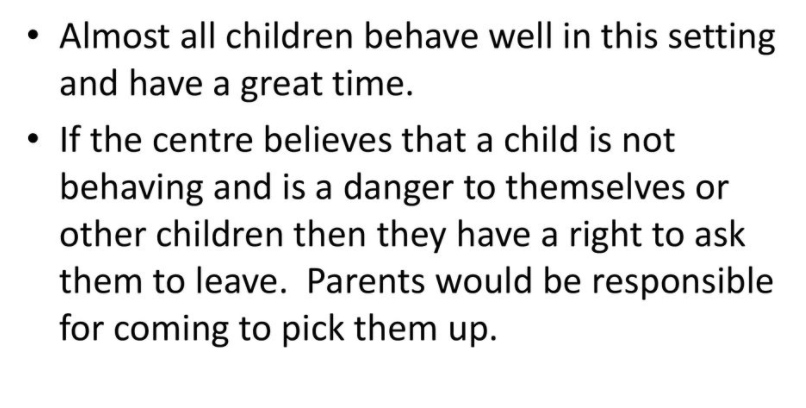 • Almost all children behave well in this setting
and have a great time.
• If the centre believes that a child is not
behaving and is a danger to themselves or
other children then they have a right to ask
them to leave.  Parents would be responsible
for coming to pick them up.